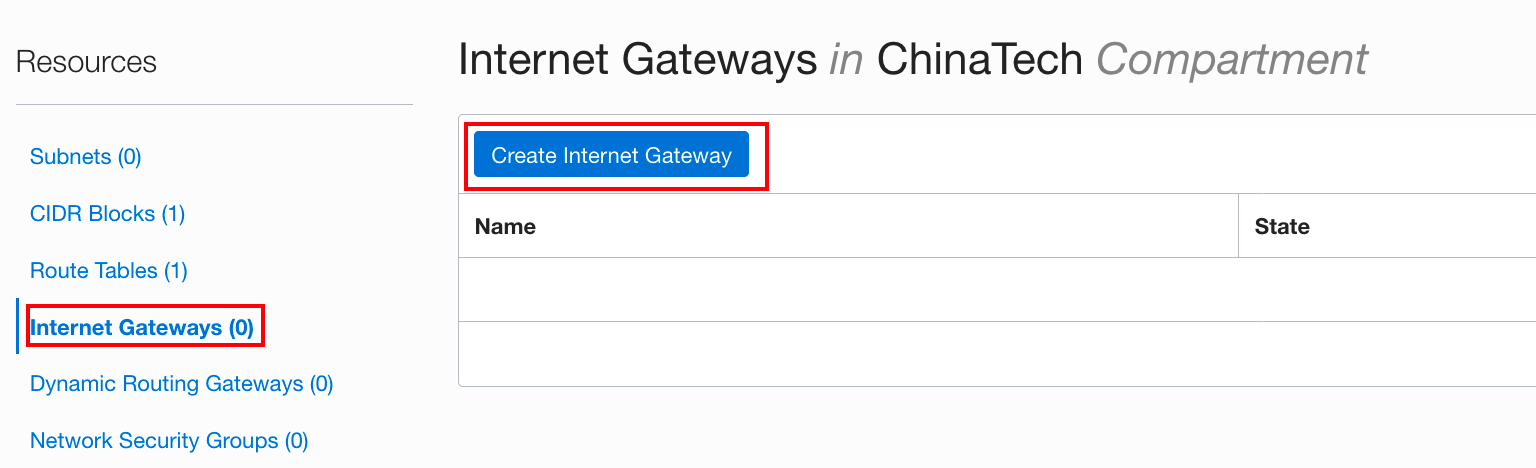 Resources
Subnets (0)
CIDR Blocks (1)
Route Tables (1)
Internet Gateways (0)
Dynamic Routing Gateways (0)
Network Security Groups (0)
Internet Gateways in ChinaTech Compartment
Create Internet Gateway
Name State